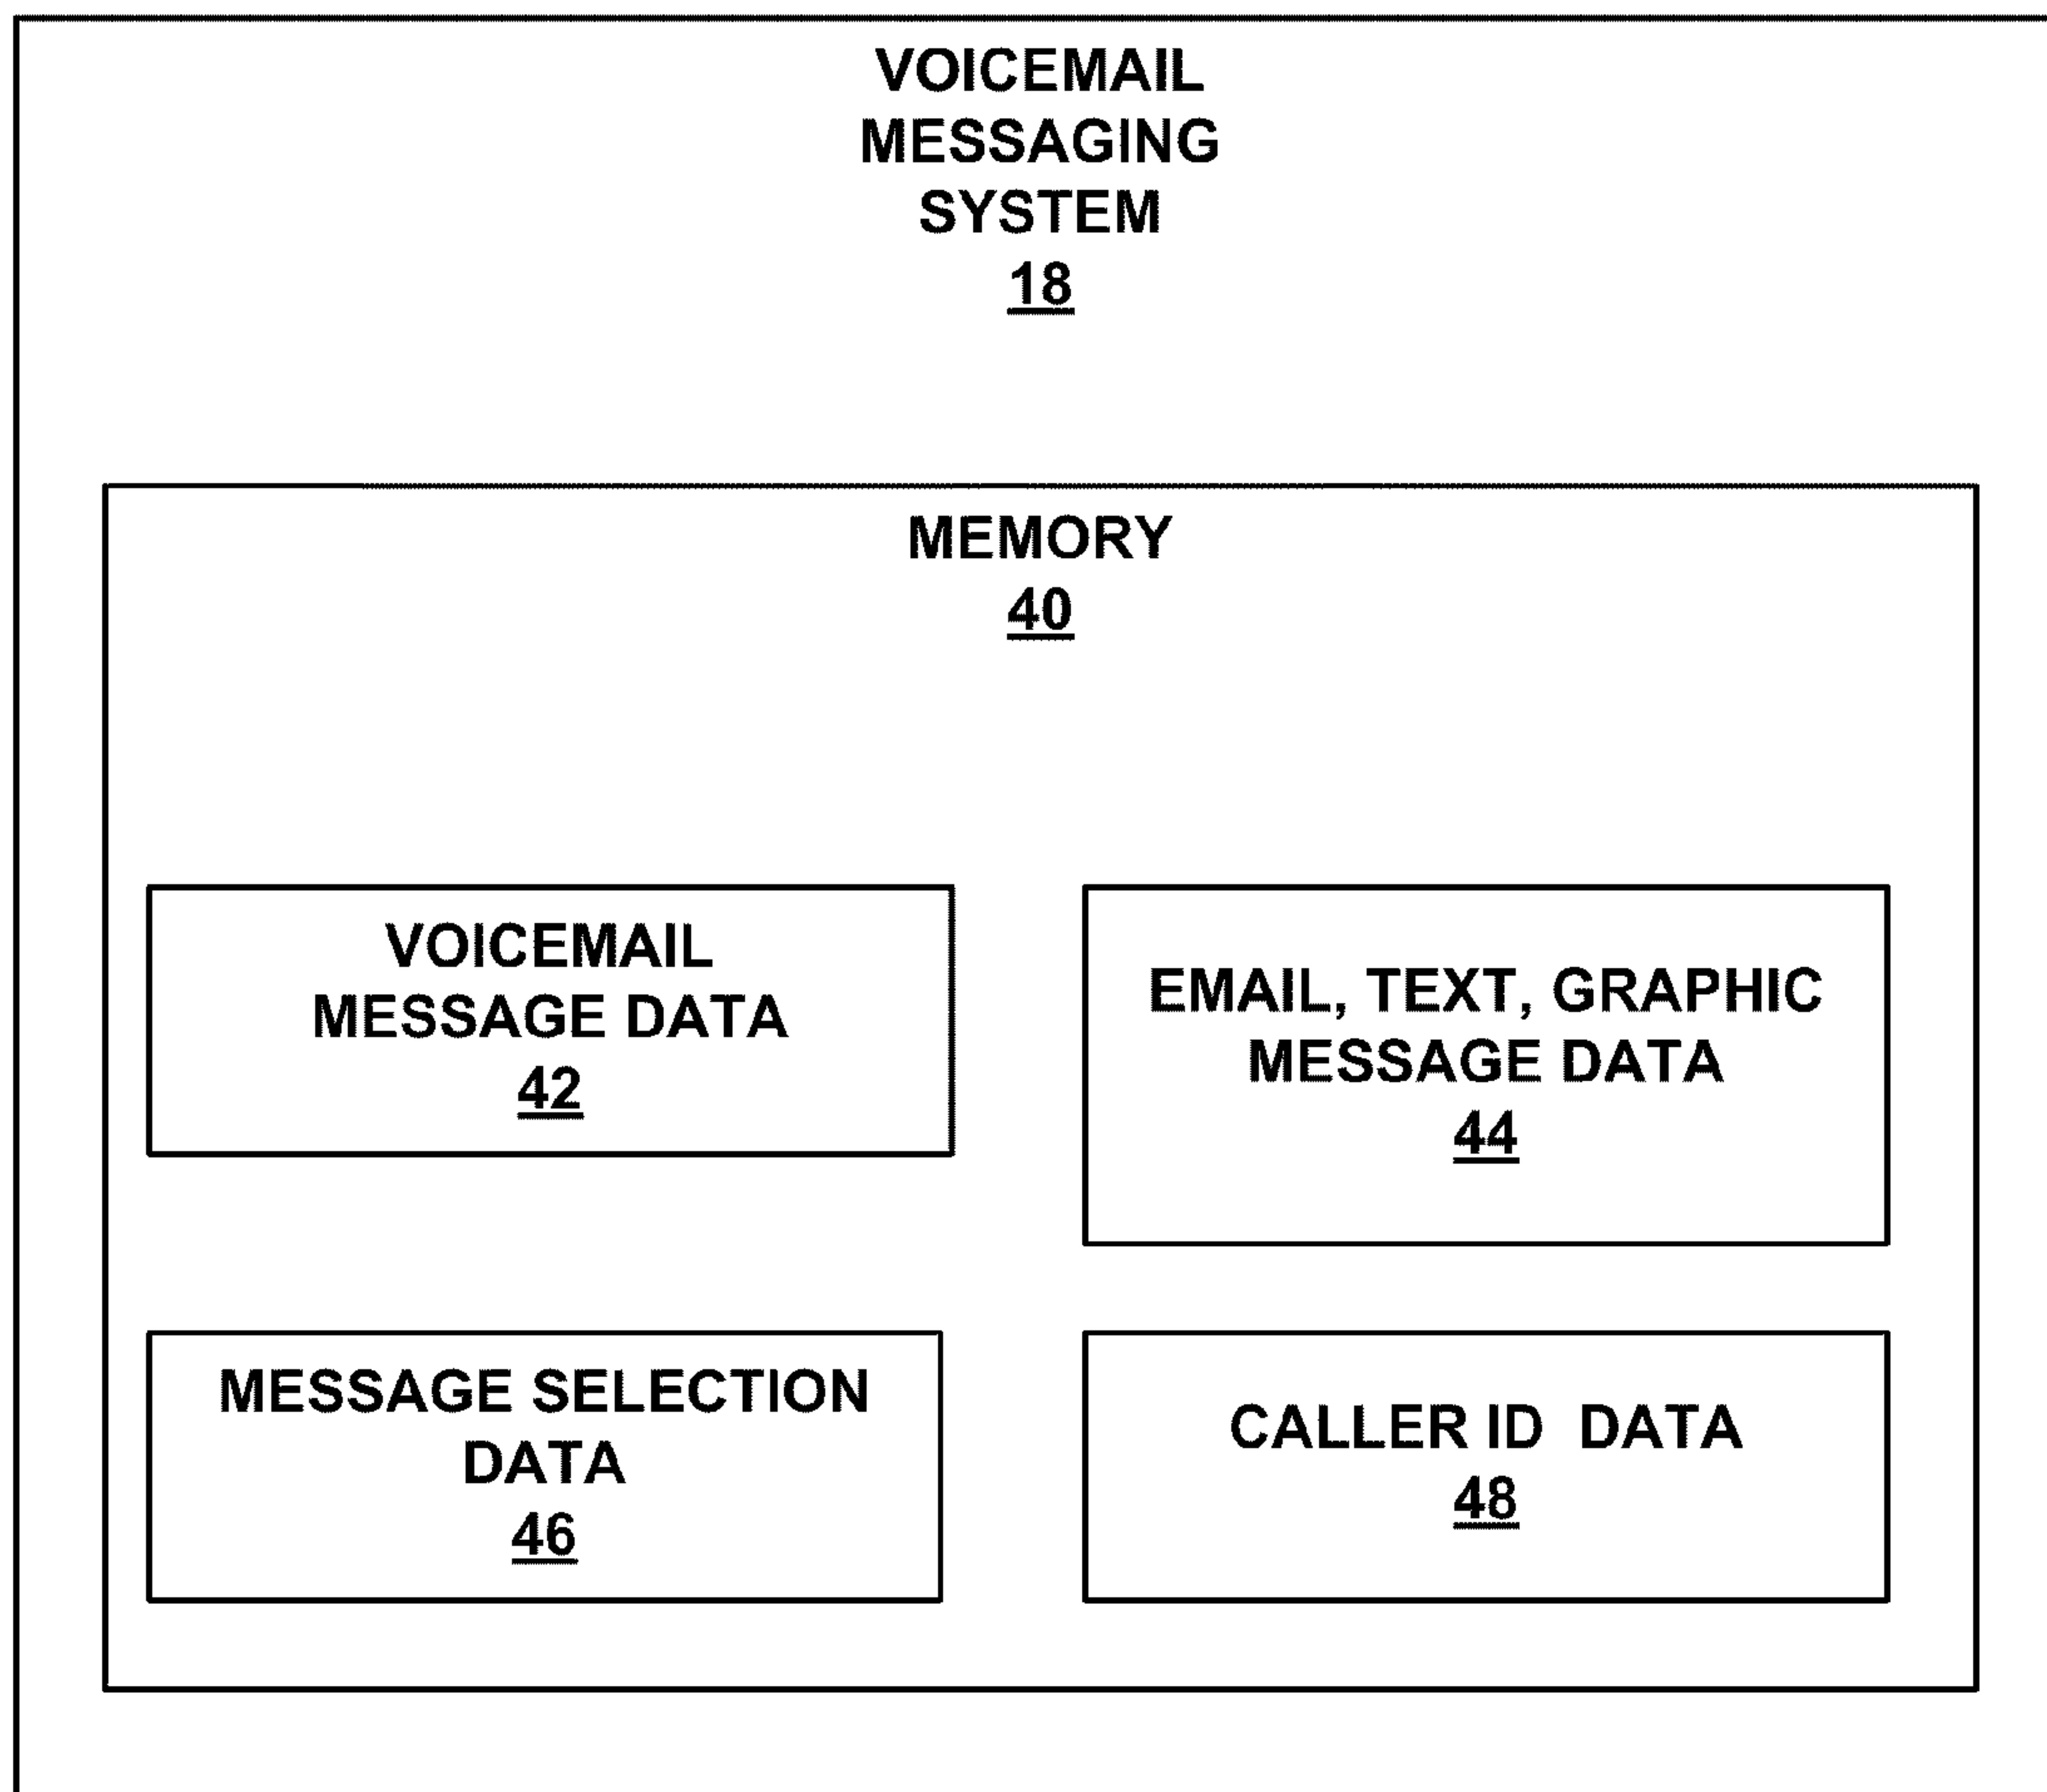 VOICEMAIL
MESSAGING
SYSTEM
18
MEMORY
40
VOICEMAIL
MESSAGE DATA
42
EMAIL, TEXT, GRAPHIC
MESSAGE DATA
44
MESSAGE SELECTION
DATA
46
CALLER ID DATA
48